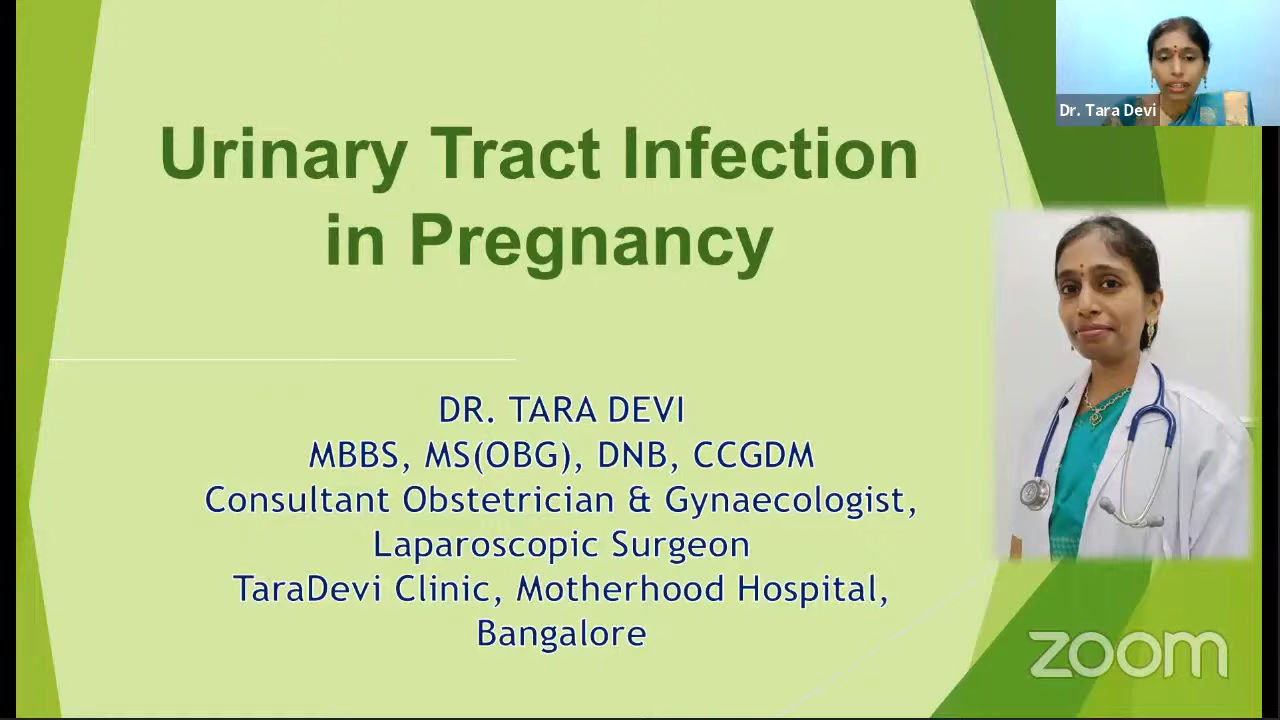 Urinary Tract Infection
in Pregnancy
DR. TARA DEVI
MBBS, MS(OBG), DNB, CCGDM
Consultant Obstetrician & Gynaecologist,
Laparoscopic Surgeon
TaraDevi Clinic, Motherhood Hospital,
Bangalore
Dr. Tara Devi
zoom